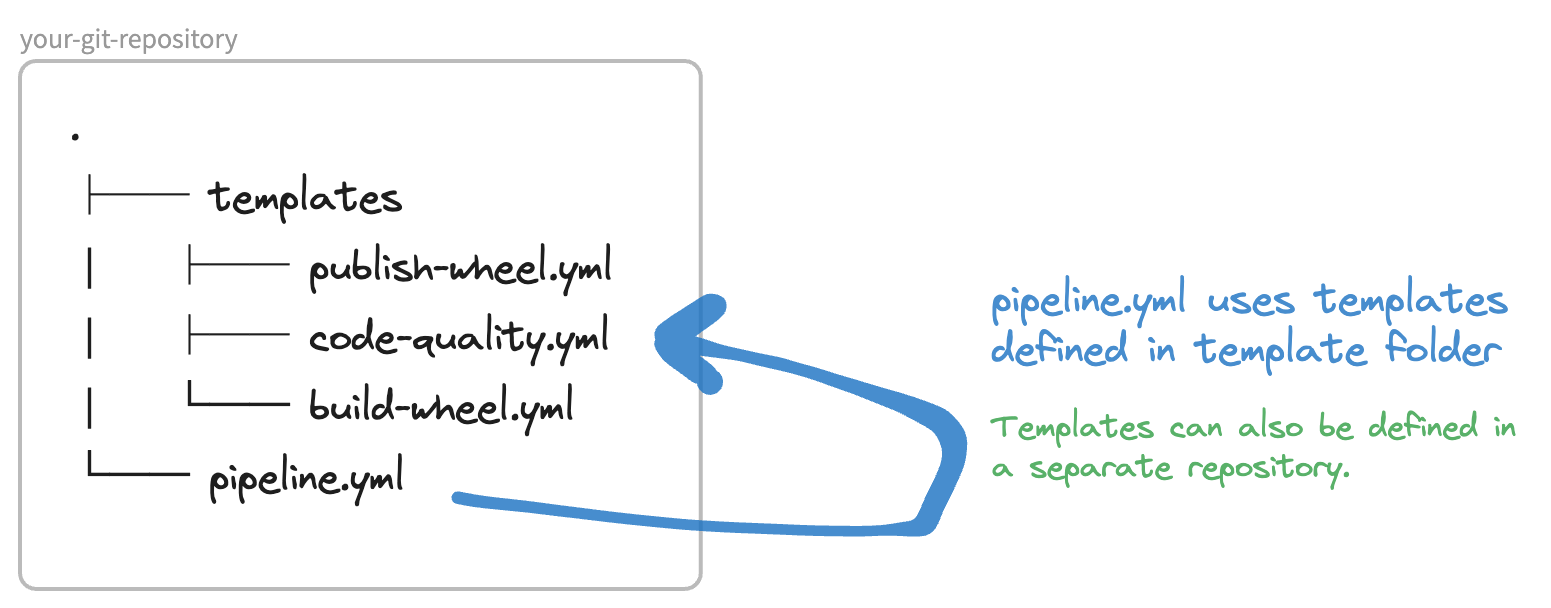 your-git-repository
.
├── templates
│   ├── publish-wheel.yml
│   ├── code-quality.yml
│   └── build-wheel.yml
└── pipeline.yml
pipeline.yml uses templates
defined in template folder
Templates can also be defined in
a separate repository.